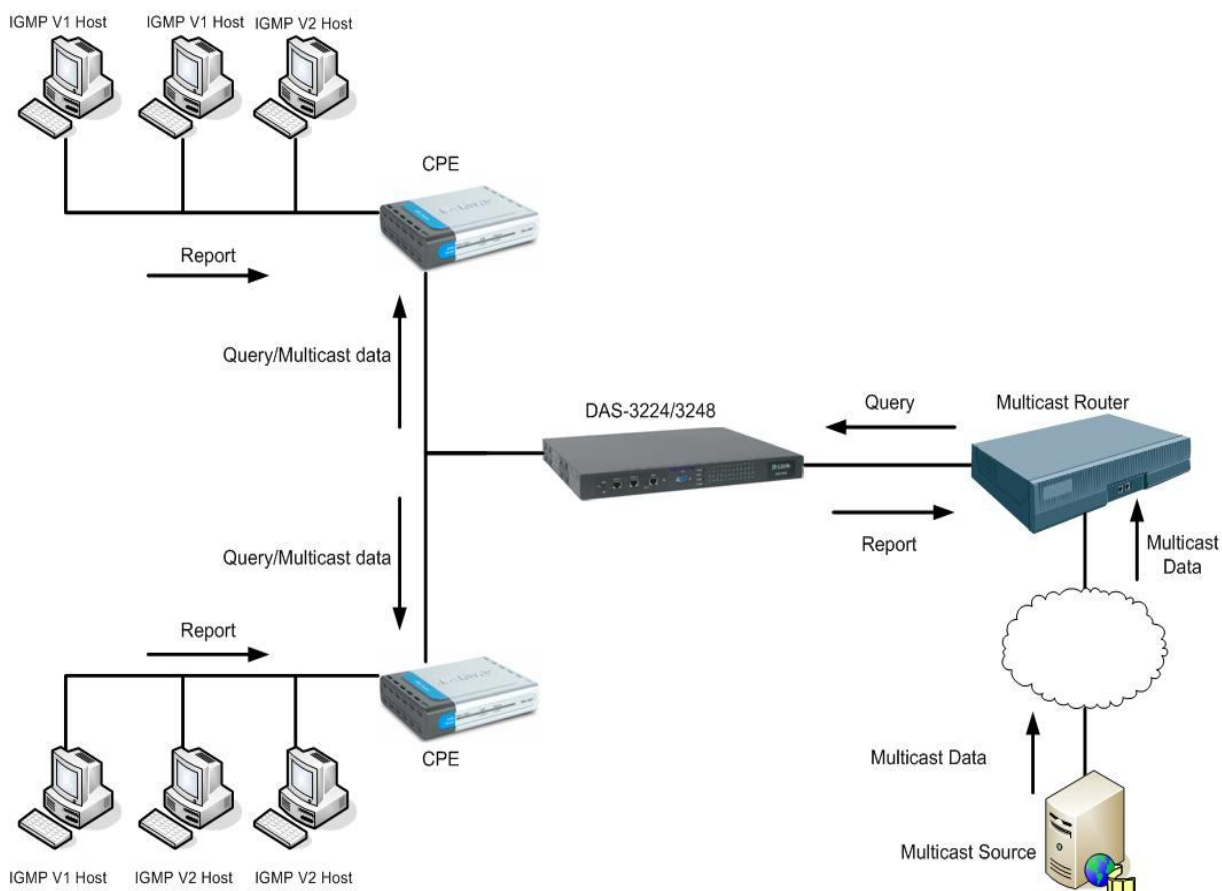 IGMP V1 Host
IGMP V1 Host
IGMP V2 Host
CPE
Report
Query/Multicast data
DAS-3224/3248
Query
Multicast Router
Query/Multicast data
Report
Multicast
Data
Report
CPE
Multicast Data
Multicast Source
IGMP V1 Host
IGMP V2 Host
IGMP V2 Host